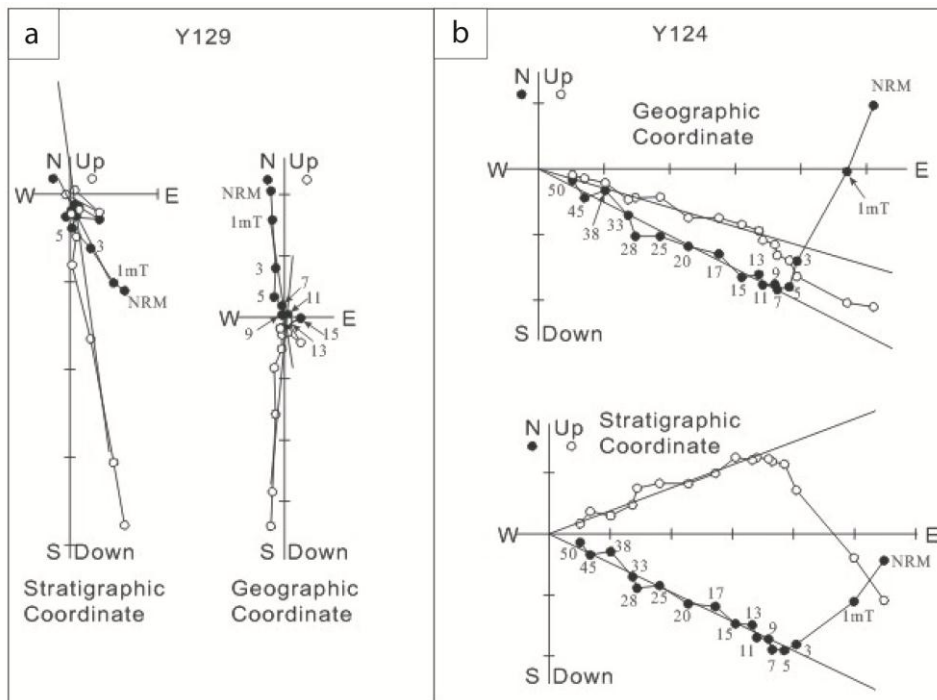 a
Y129
N Up
W E
5
3
1mT
NRM
S Down
Stratigraphic
Coordinate
N Up
NRM
1mT
3
5
7
11
W E
9
15
13
S Down
Geographic
Coordinate
b
Y124
N Up
NRM
Geographic
Coordinate
W E
50
1mT
45
38
33
28
25
20
17
13
3
15
11
9
7
5
S Down
N Up
Stratigraphic
Coordinate
W E
50
45
38
NRM
33
28
25
20
17
1mT
15
13
11
9
7
5
3
S Down